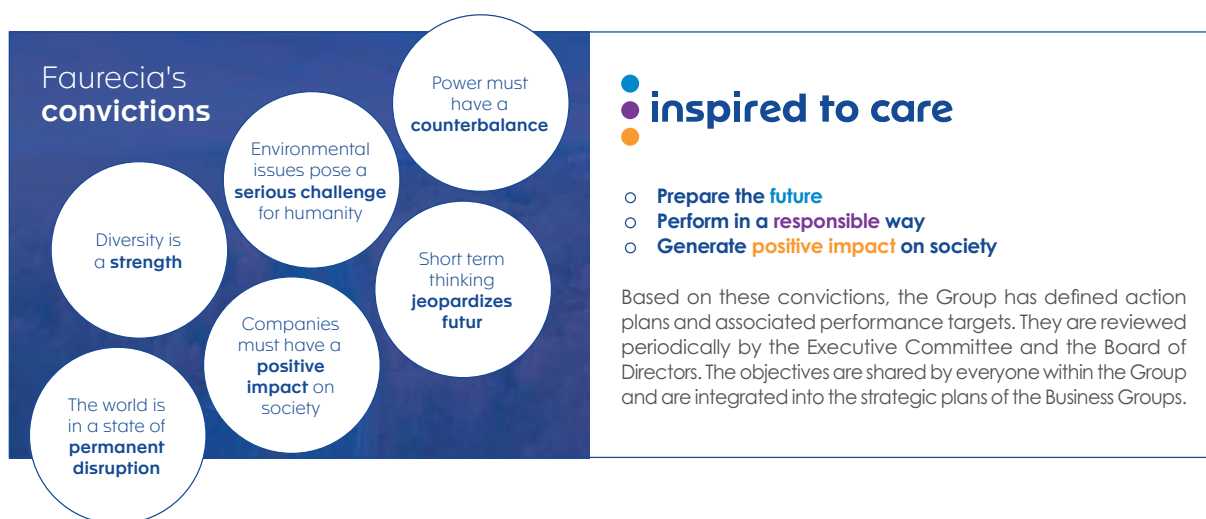 Faurecia's
convictions
Power must
have a
counterbalance
Environmental
issues pose a
serious challenge
for humanity
Diversity is
a strength
Short term
thinking
jeopardizes
futur
Companies
must have a
positive
impact on
society
The world is
in a state of
permanent
disruption
inspired to care
Prepare the future
Perform in a responsible way
Generate positive impact on society
Based on these convictions, the Group has defined action
plans and associated performance targets. They are reviewed
periodically by the Executive Committee and the Board of
Directors. The objectives are shared by everyone within the Group
and are integrated into the strategic plans of the Business Groups.